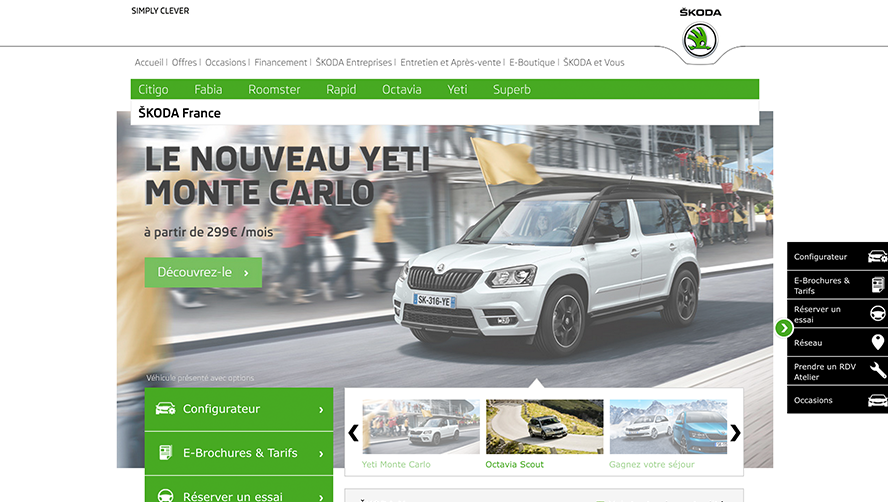 SIMPLY CLEVER
ŠKODA
Accueil | Offres | Occasions | Financement | ŠKODA Entreprises | Entretien et Après-vente | E-Boutique | ŠKODA et Vous
Citigo Fabia Roomster Rapid Octavia Yeti Superb
ŠKODA France
LE NOUVEAU YETI
MONTE CARLO
à partir de 299€ /mois
Découvrez-le
SK-316-YE
Véhicule présenté avec options
Configurateur
E-Brochures & Tarifs
Réserver un essai
Yeti Monte Carlo
Octavia Scout
Gagnez votre séjour
Configurateur
E-Brochures &
Tarifs
Réserver un
essai
Réseau
Prendre un RDV
Atelier
Occasions